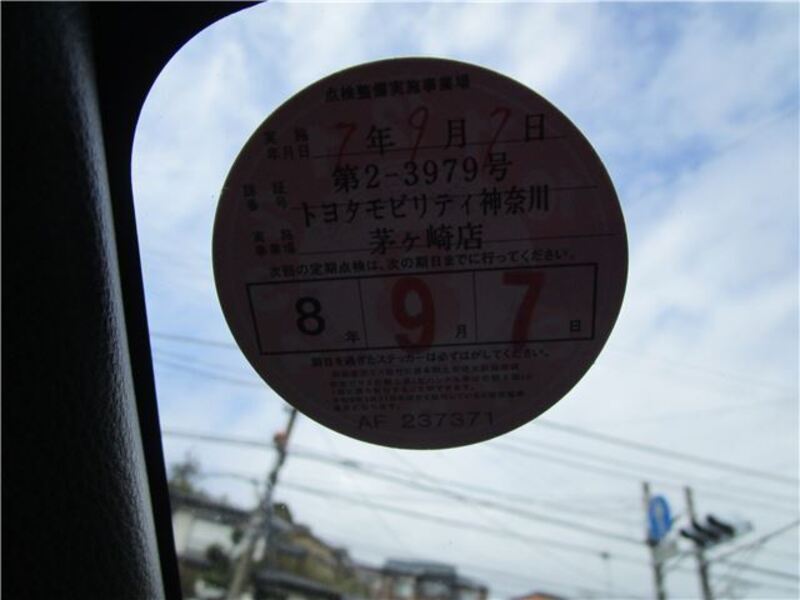 点検整備実施事業場
実施年月日 7年9月7日
認証番号 第2-3979号
トヨタモビリティ神奈川
実施事業場 茅ヶ崎店
次回の定期点検は、次の期日までに行ってください。
8年 9月 7日
期日を過ぎたステッカーは必ずはがしてください。
AF 237371